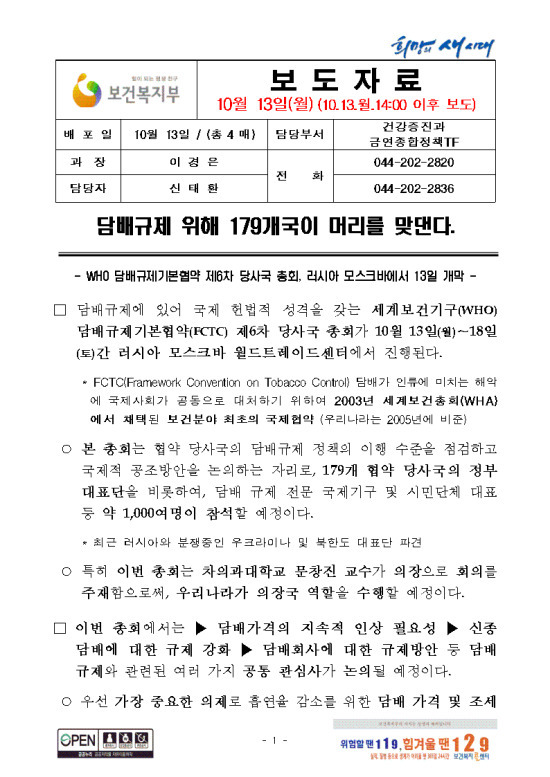 희망의 새 시대
힘이 되는 평생 친구
보건복지부
보 도 자 료
10월 13일(월) (10.13.월.14:00 이후 보도)
배 포 일 10월 13일 / (총 4 매) 담당부서 건강증진과
금연종합정책TF
과 장 이 경 은 전 화 044-202-2820
담당자 신 태 환 044-202-2836
담배규제 위해 179개국이 머리를 맞댄다.
- WHO 담배규제기본협약 제6차 당사국 총회, 러시아 모스크바에서 13일 개막 -
□ 담배규제에 있어 국제 헌법적 성격을 갖는 세계보건기구(WHO)
담배규제기본협약(FCTC) 제6차 당사국 총회가 10월 13일(월)~18일
(토)간 러시아 모스크바 월드트레이드센터에서 진행된다.
* FCTC(Framework Convention on Tobacco Control) 담배가 인류에 미치는 해악
에 국제사회가 공동으로 대처하기 위하여 2003년 세계보건총회(WHA)
에서 채택된 보건분야 최초의 국제협약 (우리나라는 2005년에 비준)
○ 본 총회는 협약 당사국의 담배규제 정책의 이행 수준을 점검하고
국제적 공조방안을 논의하는 자리로, 179개 협약 당사국의 정부
대표단을 비롯하여, 담배 규제 전문 국제기구 및 시민단체 대표
등 약 1,000여명이 참석할 예정이다.
* 최근 러시아와 분쟁중인 우크라이나 및 북한도 대표단 파견
○ 특히 이번 총회는 차의과대학교 문창진 교수가 의장으로 회의를
주재함으로써, 우리나라가 의장국 역할을 수행할 예정이다.
□ 이번 총회에서는 ▶ 담배가격의 지속적 인상 필요성 ▶ 신종
담배에 대한 규제 강화 ▶ 담배회사에 대한 규제방안 등 담배
규제와 관련된 여러 가지 공통 관심사가 논의될 예정이다.
○ 우선 가장 중요한 의제로 흡연율 감소를 위한 담배 가격 및 조세
OPEN
- 1 -
위험할 땐 119, 힘겨울 땐 129